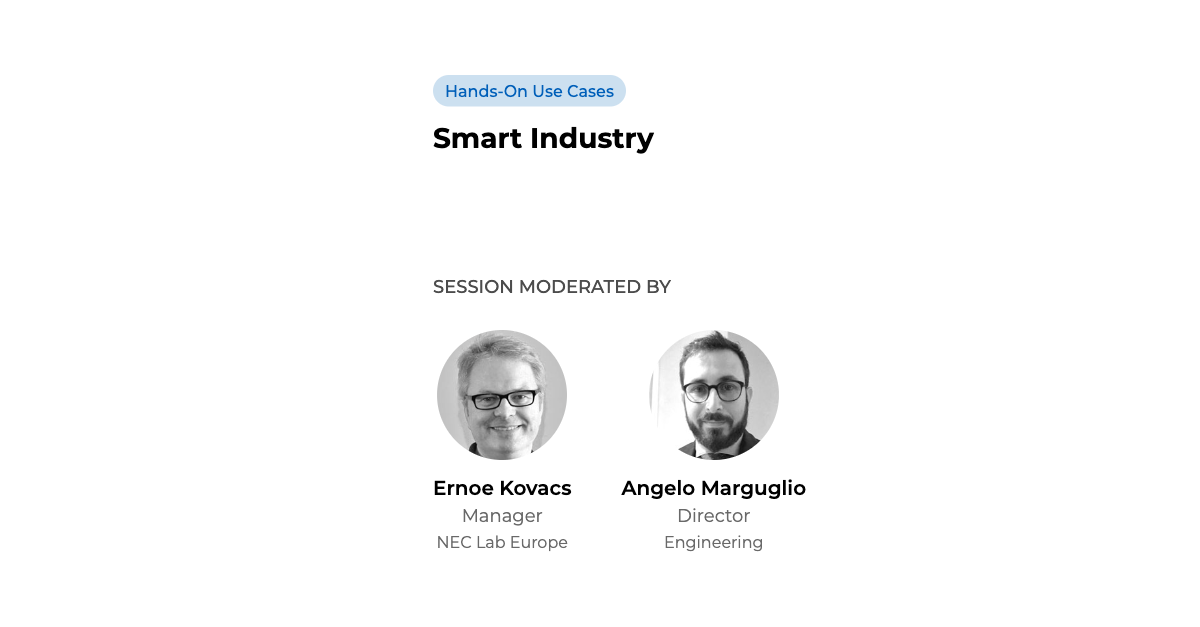 Hands-On Use Cases
Smart Industry
SESSION MODERATED BY
Ernoe Kovacs
Manager
NEC Lab Europe
Angelo Marguglio
Director
Engineering